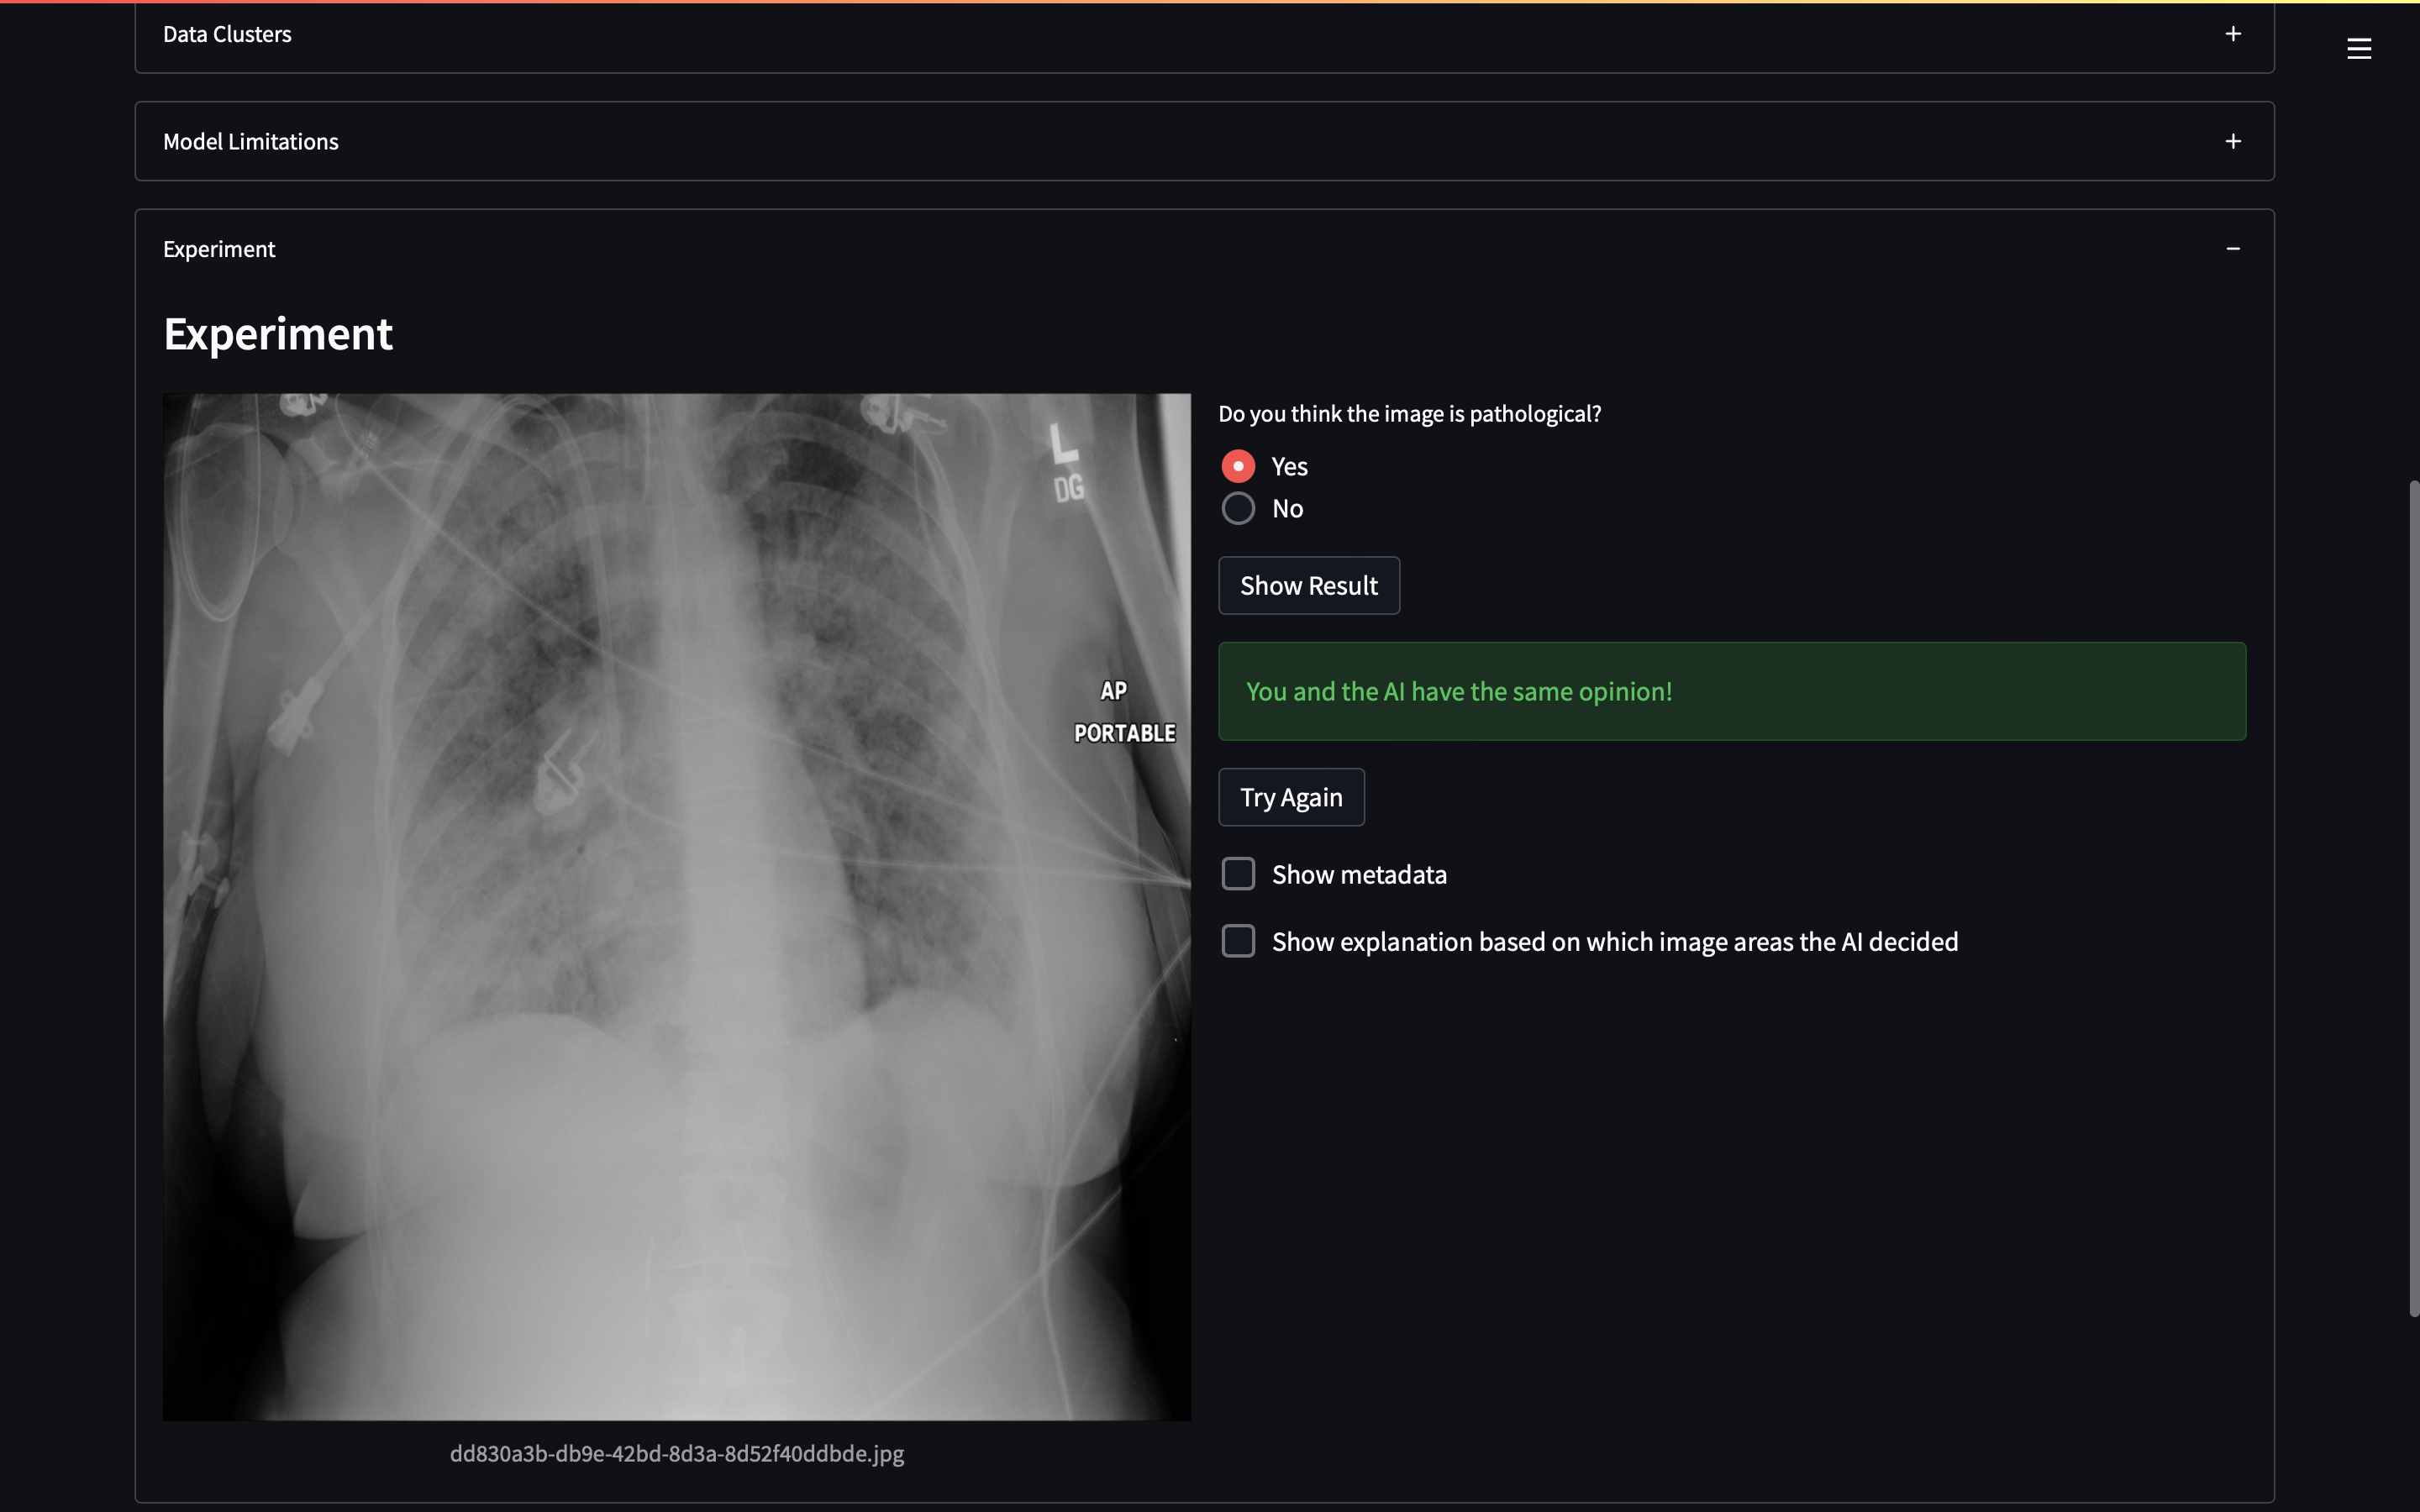 Data Clusters
Model Limitations
Experiment
Experiment
L
DG
AP
PORTABLE
dd830a3b-db9e-42bd-8d3a-8d52f40ddbde.jpg
Do you think the image is pathological?
Yes
No
Show Result
You and the AI have the same opinion!
Try Again
Show metadata
Show explanation based on which image areas the AI decided